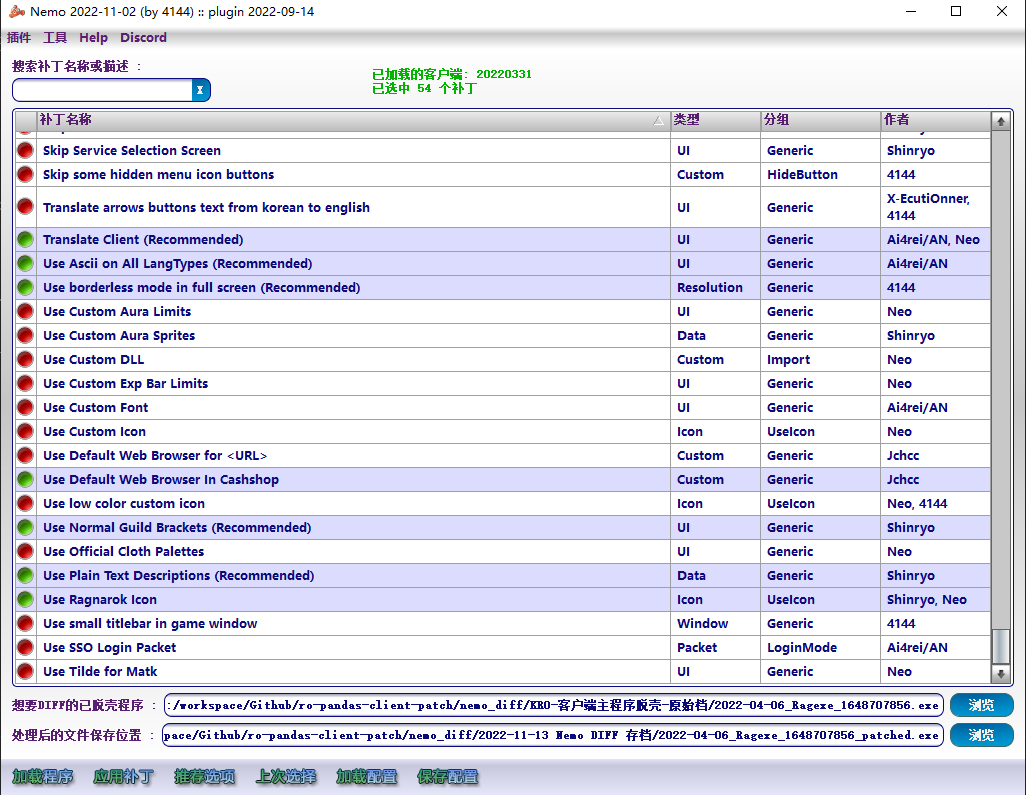 Nemo 2022-11-02 (by 4144) :: plugin 2022-09-14
插件 工具 Help Discord
搜索补丁名称或描述 :
已加载的客户端: 20220331
已选中 54 个补丁
补丁名称 类型 分组 作者
Skip Service Selection Screen UI Generic Shinryo
Skip some hidden menu icon buttons Custom HideButton 4144
Translate arrows buttons text from korean to english UI Generic X-EcutiOnner, 4144
Translate Client (Recommended) UI Generic Ai4rei/AN, Neo
Use Ascii on All LangTypes (Recommended) UI Generic Ai4rei/AN
Use borderless mode in full screen (Recommended) Resolution Generic 4144
Use Custom Aura Limits UI Generic Neo
Use Custom Aura Sprites Data Generic Shinryo
Use Custom DLL Custom Import Neo
Use Custom Exp Bar Limits UI Generic Neo
Use Custom Font UI Generic Ai4rei/AN
Use Custom Icon Icon UseIcon Neo
Use Default Web Browser for <URL> Custom Generic Jchcc
Use Default Web Browser In Cashshop Custom Generic Jchcc
Use low color custom icon Icon UseIcon Neo, 4144
Use Normal Guild Brackets (Recommended) UI Generic Shinryo
Use Official Cloth Palettes UI Generic Neo
Use Plain Text Descriptions (Recommended) Data Generic Shinryo
Use Ragnarok Icon Icon UseIcon Shinryo, Neo
Use small titlebar in game window Window Generic 4144
Use SSO Login Packet Packet LoginMode Ai4rei/AN
Use Tilde for Matk UI Generic Neo
想要DIFF的已脱壳程序 : :/workspace/Github/ro-pandas-client-patch/nemo_diff/KRO-客户端主程序脱壳-原始档/2022-04-06_Ragexe_1648707856.exe 浏览
处理后的文件保存位置 : pace/Github/ro-pandas-client-patch/nemo_diff/2022-11-13 Nemo DIFF 存档/2022-04-06_Ragexe_1648707856_patched.exe 浏览
加载程序 应用补丁 推荐选项 上次选择 加载配置 保存配置